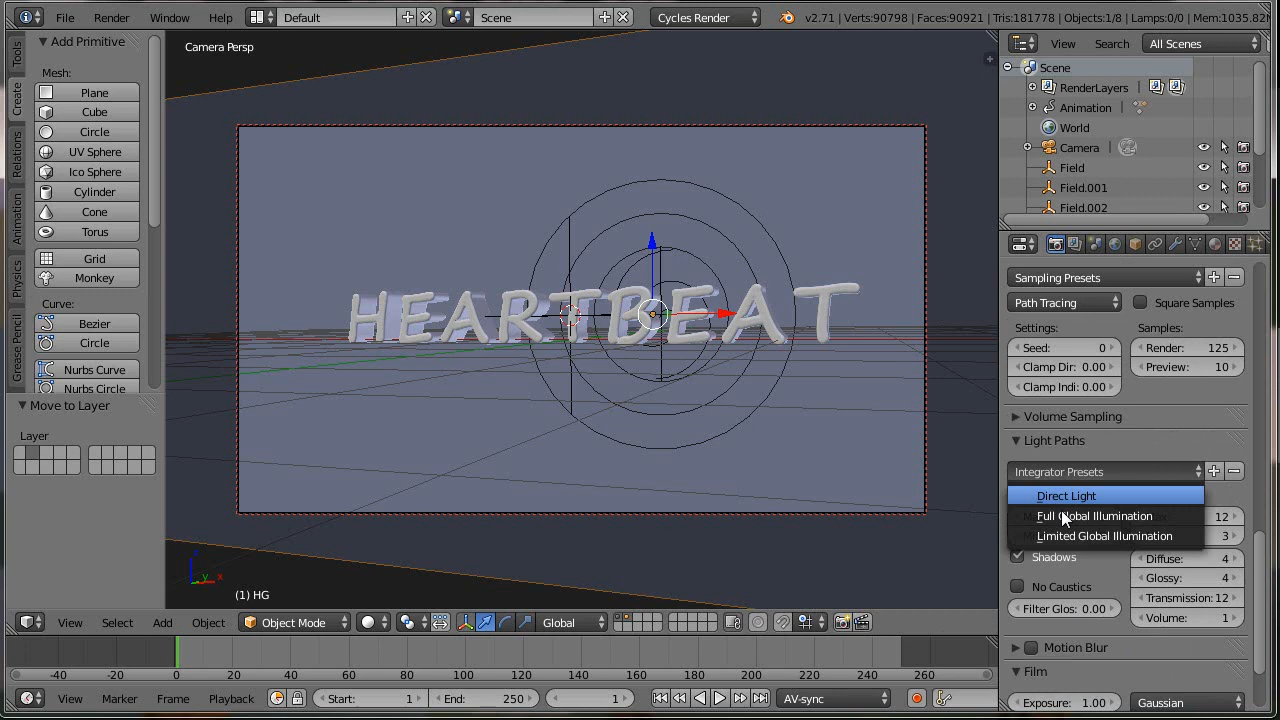 File Render Window Help Default Scene Cycles Render v2.71 | Verts:90798 | Faces:90921 | Tris:181778 | Objects:1/8 | Lamps:0/0 | Mem:1035.82
Tools
Create
Relations
Animation
Physics
Grease Pencil
Add Primitive
Mesh:
Plane
Cube
Circle
UV Sphere
Ico Sphere
Cylinder
Cone
Torus
Grid
Monkey
Curve:
Bezier
Circle
Nurbs Curve
Nurbs Circle
Move to Layer
Layer
Camera Persp
HEARTBEAT
z
y x
(1) HG
View Select Add Object Object Mode Global
-40 -20 0 20 40 60 80 100 120 140 160 180 200 220 240 260
View Marker Frame Playback Start: 1 End: 250 1 AV-sync
View Search All Scenes
Scene
RenderLayers
Animation
World
Camera
Field
Field.001
Field.002
Sampling Presets
Path Tracing Square Samples
Settings: Samples:
Seed: 0 Render: 125
Clamp Dir: 0.00 Preview: 10
Clamp Indi: 0.00
Volume Sampling
Light Paths
Integrator Presets
Direct Light
Full Global Illumination 12
Limited Global Illumination 3
Shadows Diffuse: 4
No Caustics Glossy: 4
Transmission: 12
Filter Glos: 0.00 Volume: 1
Motion Blur
Film
Exposure: 1.00 Gaussian